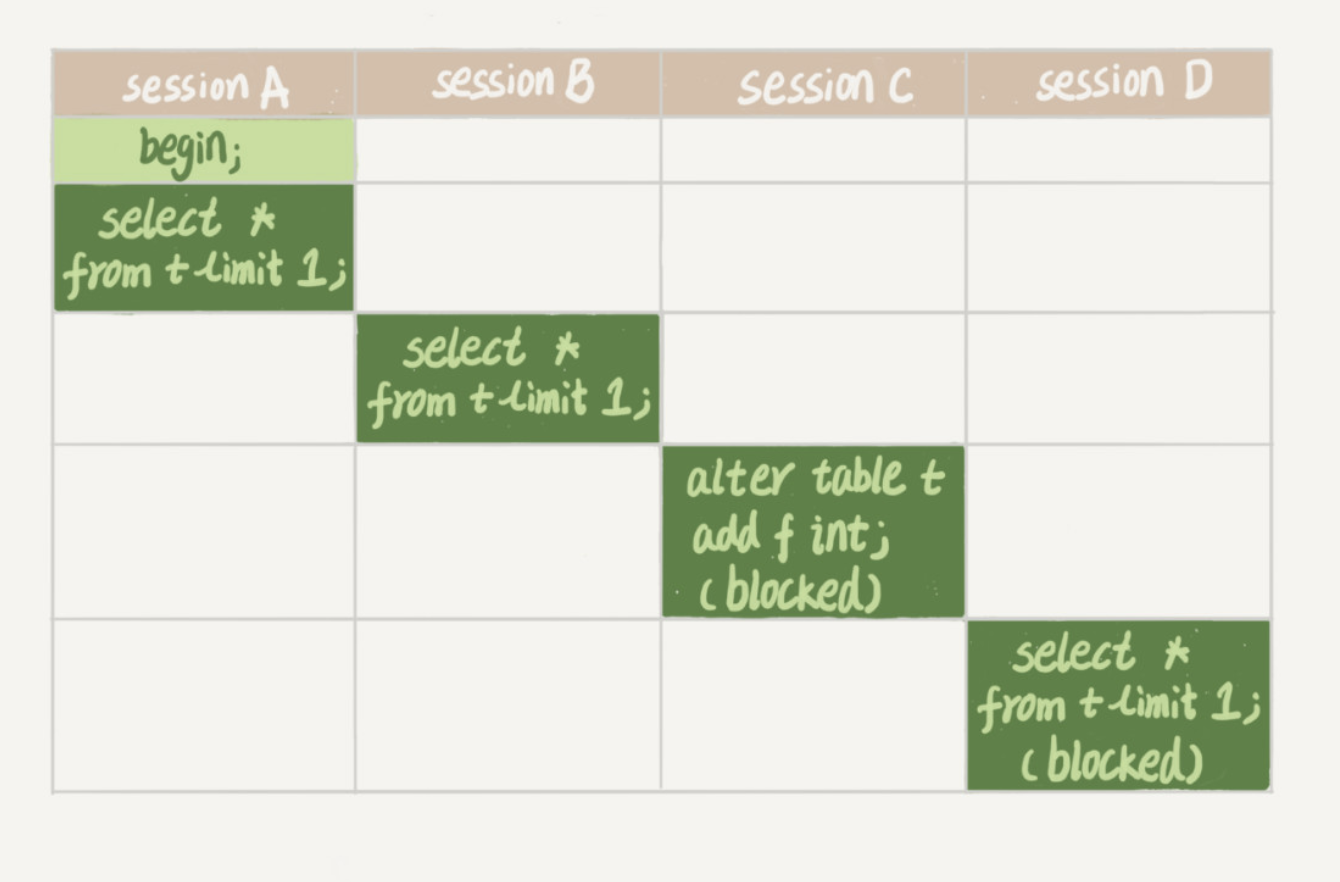 session A
session B
session C
session D
begin;
select *
from t limit 1;
select *
from t limit 1;
alter table t
add f int;
(blocked)
select *
from t limit 1;
(blocked)